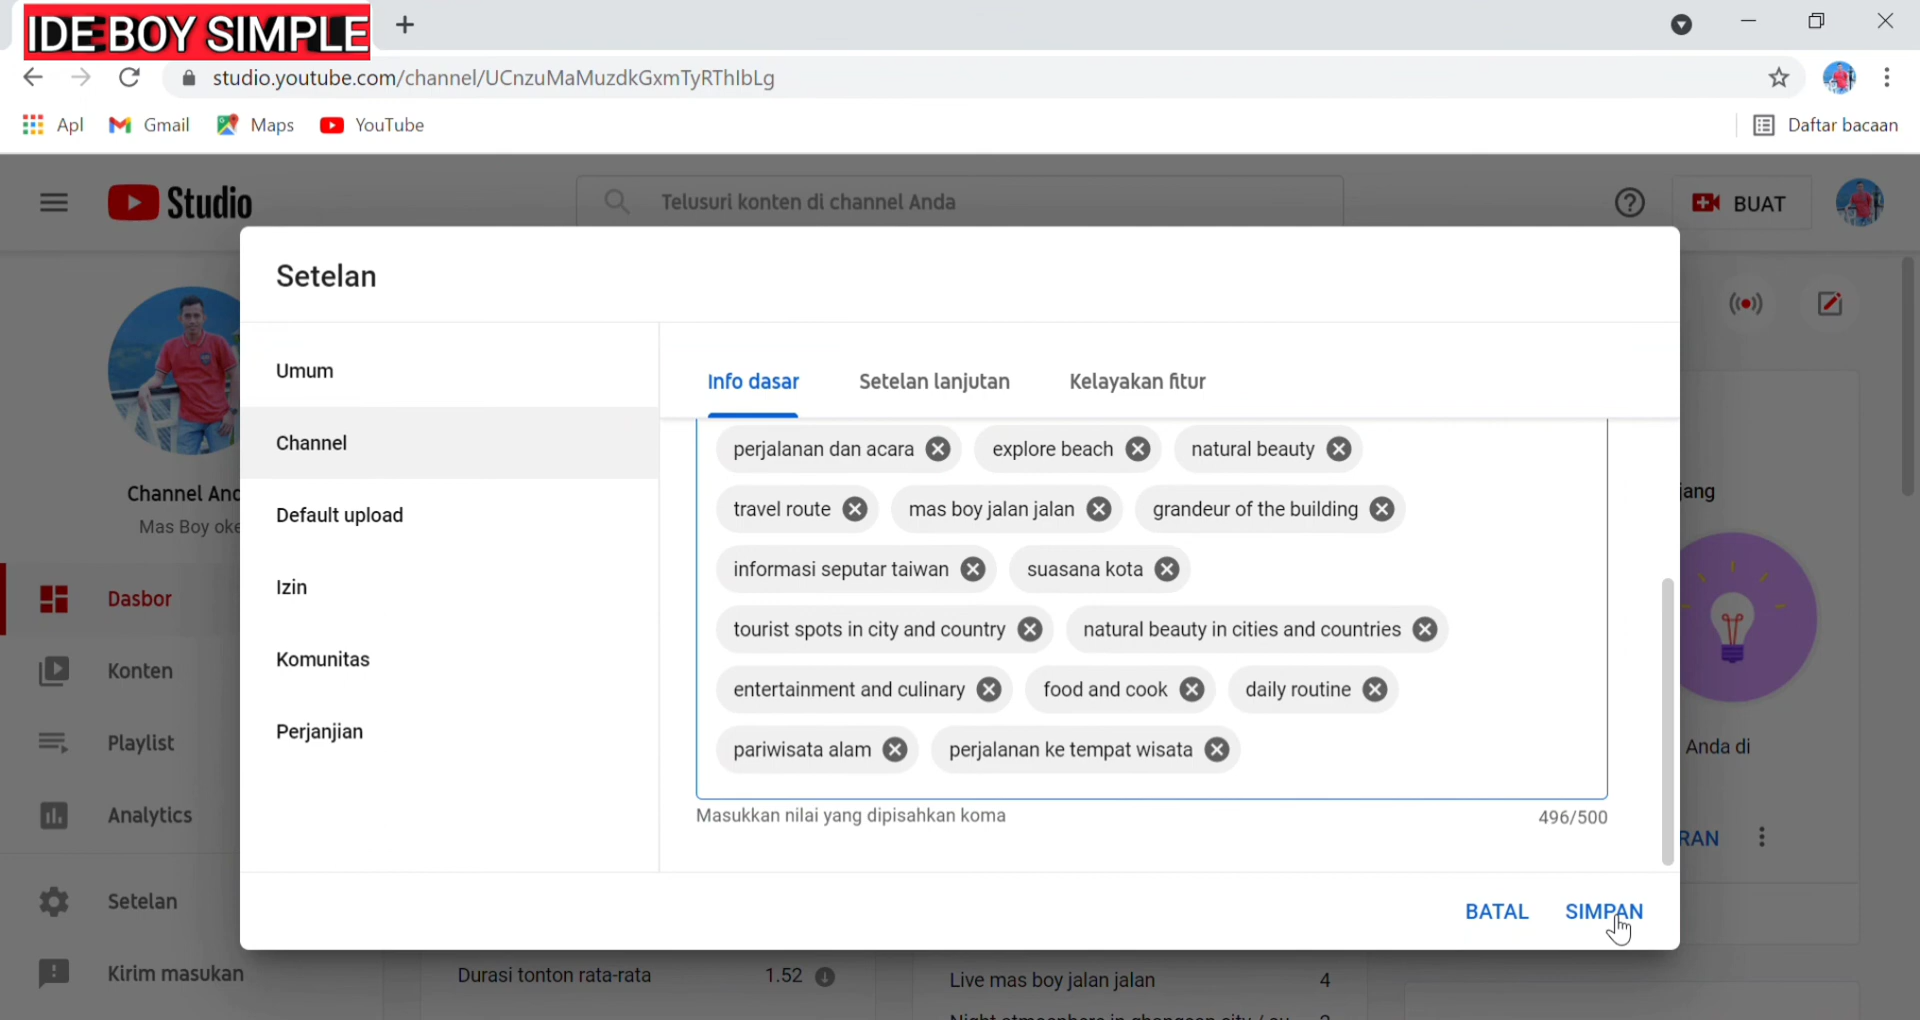 IDE BOY SIMPLE
studio.youtube.com/channel/UCnzuMaMuzdkGxmTyRThlbLg
Apl Gmail Maps YouTube Daftar bacaan
Studio Telusuri konten di channel Anda BUAT
Setelan
Umum
Info dasar Setelan lanjutan Kelayakan fitur
Channel
perjalanan dan acara explore beach natural beauty
Channel And jang
Default upload
travel route mas boy jalan jalan grandeur of the building
Mas Boy oke
Izin
informasi seputar taiwan suasana kota
Dasbor
tourist spots in city and country natural beauty in cities and countries
Konten
Komunitas
entertainment and culinary food and cook daily routine
Playlist
Perjanjian
pariwisata alam perjalanan ke tempat wisata
Anda di
Analytics
Masukkan nilai yang dipisahkan koma 496/500
RAN
Setelan
BATAL SIMPAN
Kirim masukan
Durasi tonton rata-rata 1.52
Live mas boy jalan jalan 4